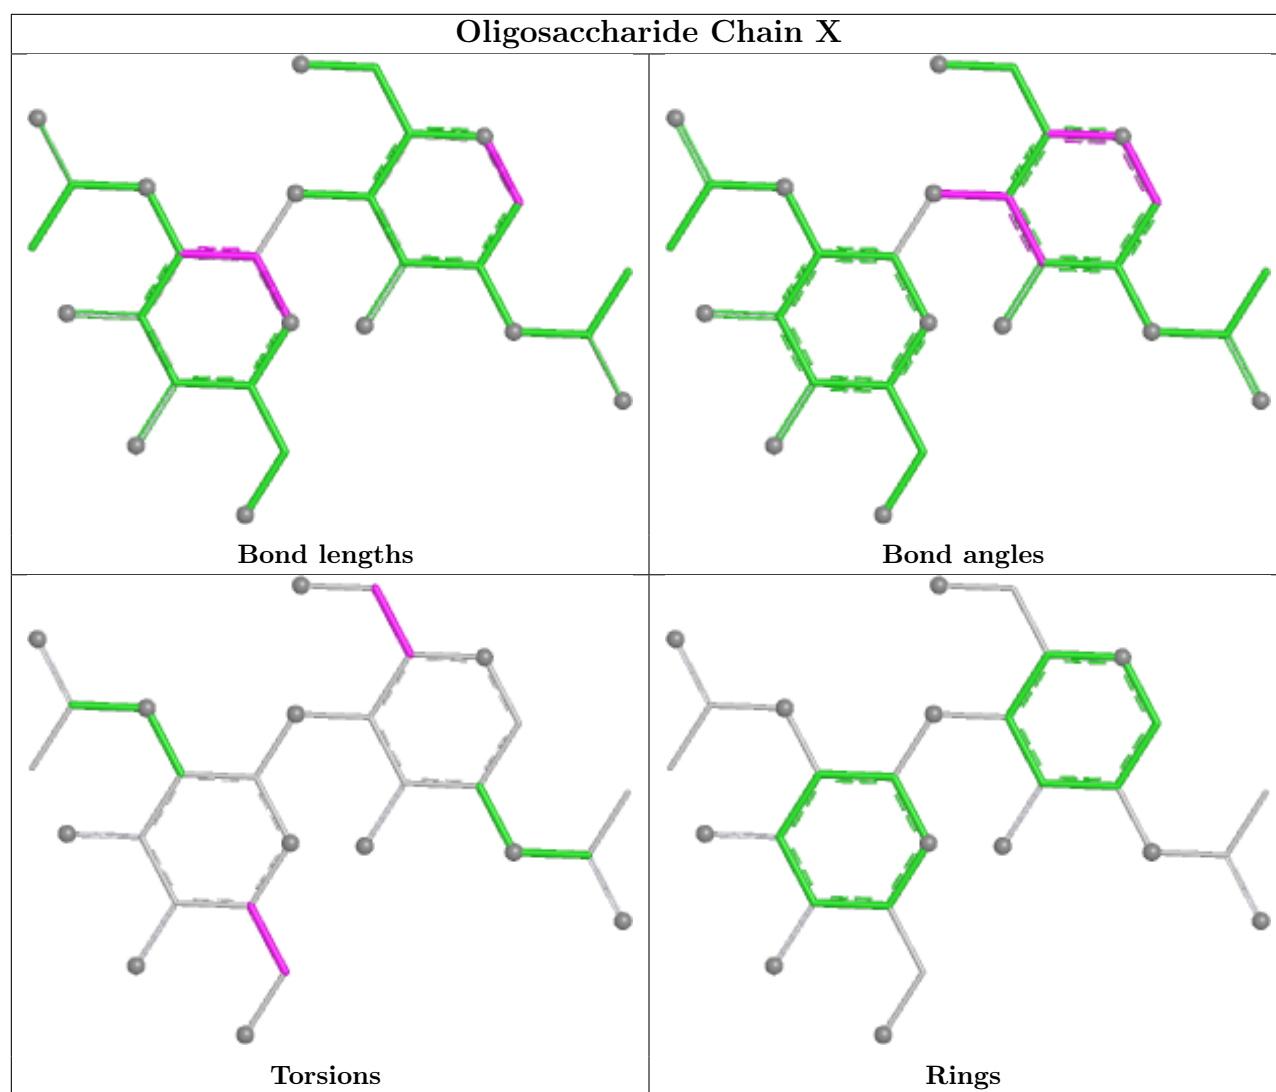 Oligosaccharide Chain X
Bond lengths
Bond angles
Torsions
Rings